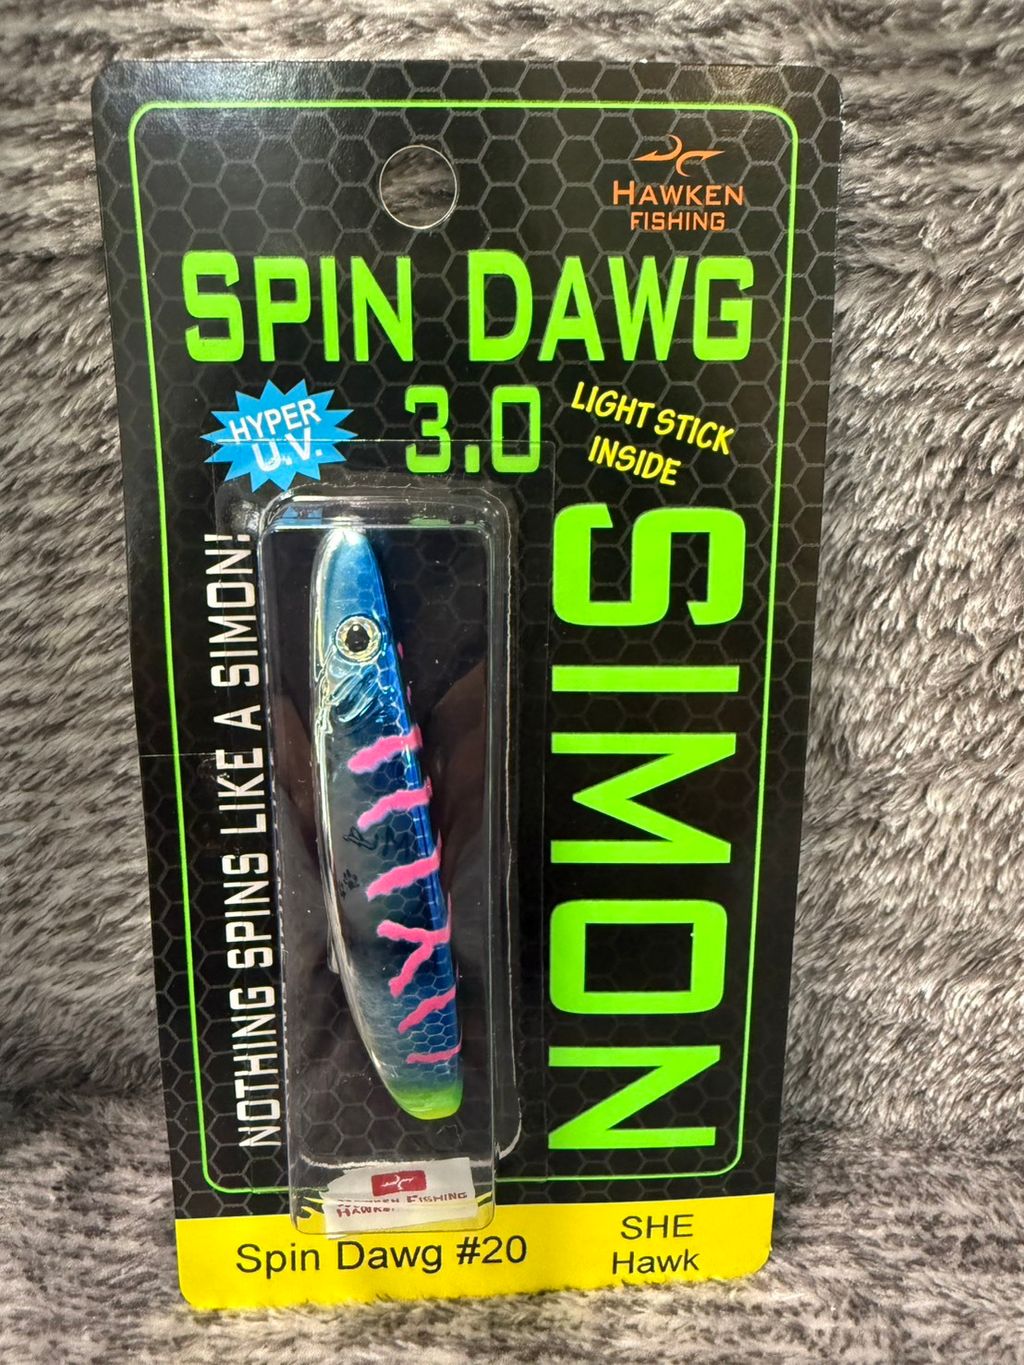 HAWKEN
FISHING
SPIN DAWG
3.0
HYPER
U.V.
LIGHT STICK
INSIDE
SIMON
NOTHING SPINS LIKE A SIMON!
FISHING
Spin Dawg #20
SHE
Hawk